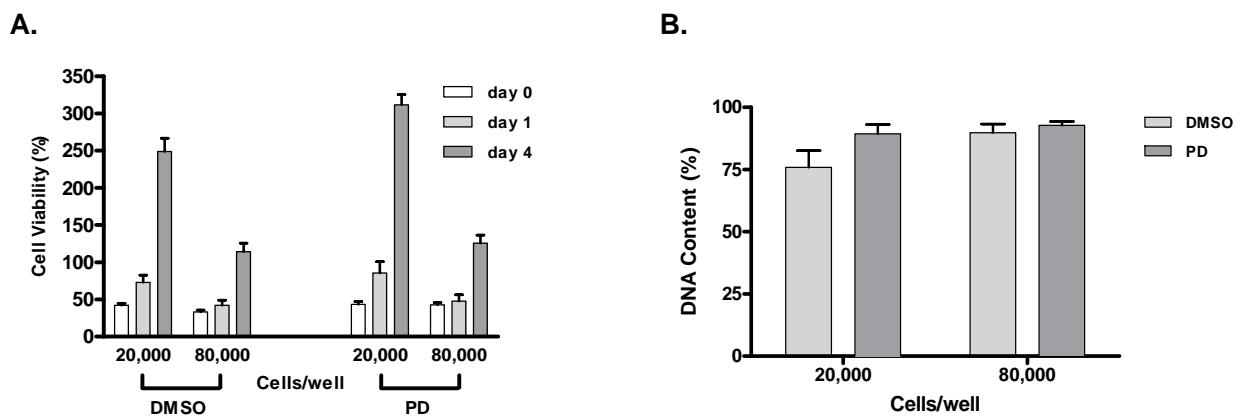 A.
Cell Viability (%)
350
300
250
200
150
100
50
0
day 0
day 1
day 4
20,000 80,000 20,000 80,000
Cells/well
DMSO PD
B.
DNA Content (%)
100
75
50
25
0
DMSO
PD
20,000 80,000
Cells/well